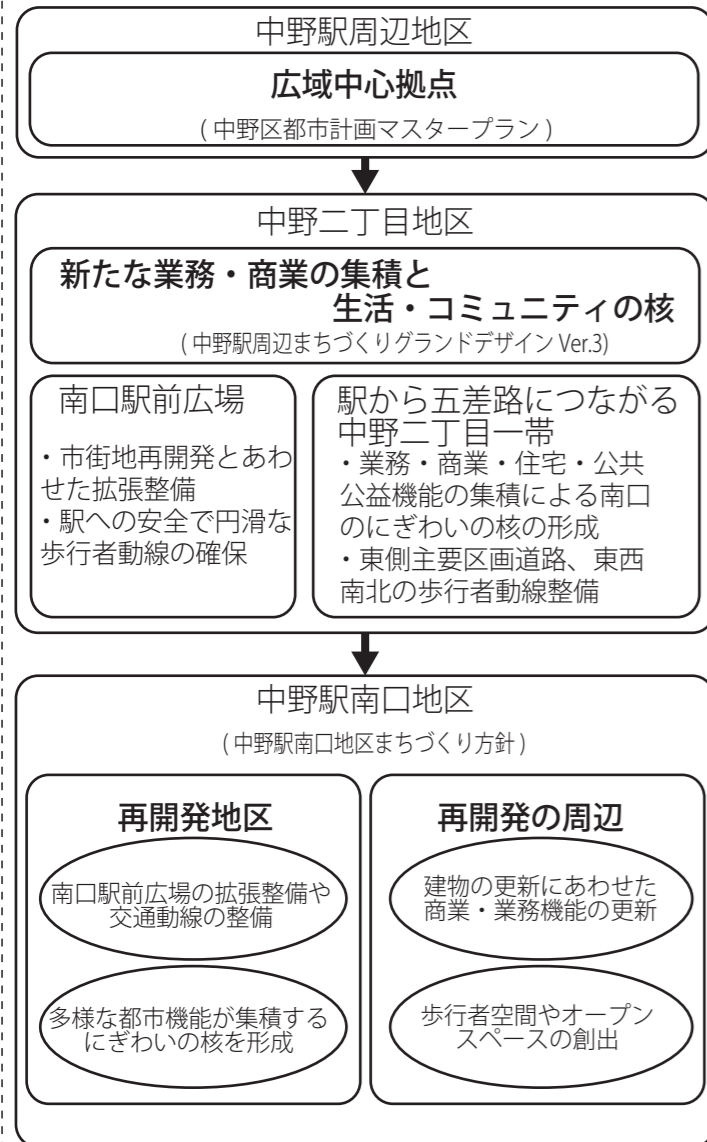 中野駅周辺地区
広域中心拠点
(中野区都市計画マスタープラン)
中野二丁目地区
新たな業務・商業の集積と
生活・コミュニティの核
(中野駅周辺まちづくりグランドデザイン Ver.3)
南口駅前広場
・市街地再開発とあわ
せた拡張整備
・駅への安全で円滑な
歩行者動線の確保
駅から五差路につながる
中野二丁目一帯
・業務・商業・住宅・公共
公益機能の集積による南口
のにぎわいの核の形成
・東側主要区画道路、東西
南北の歩行者動線整備
中野駅南口地区
(中野駅南口地区まちづくり方針)
再開発地区
南口駅前広場の拡張整備や
交通動線の整備
多様な都市機能が集積する
にぎわいの核を形成
再開発の周辺
建物の更新にあわせた
商業・業務機能の更新
歩行者空間やオープン
スペースの創出